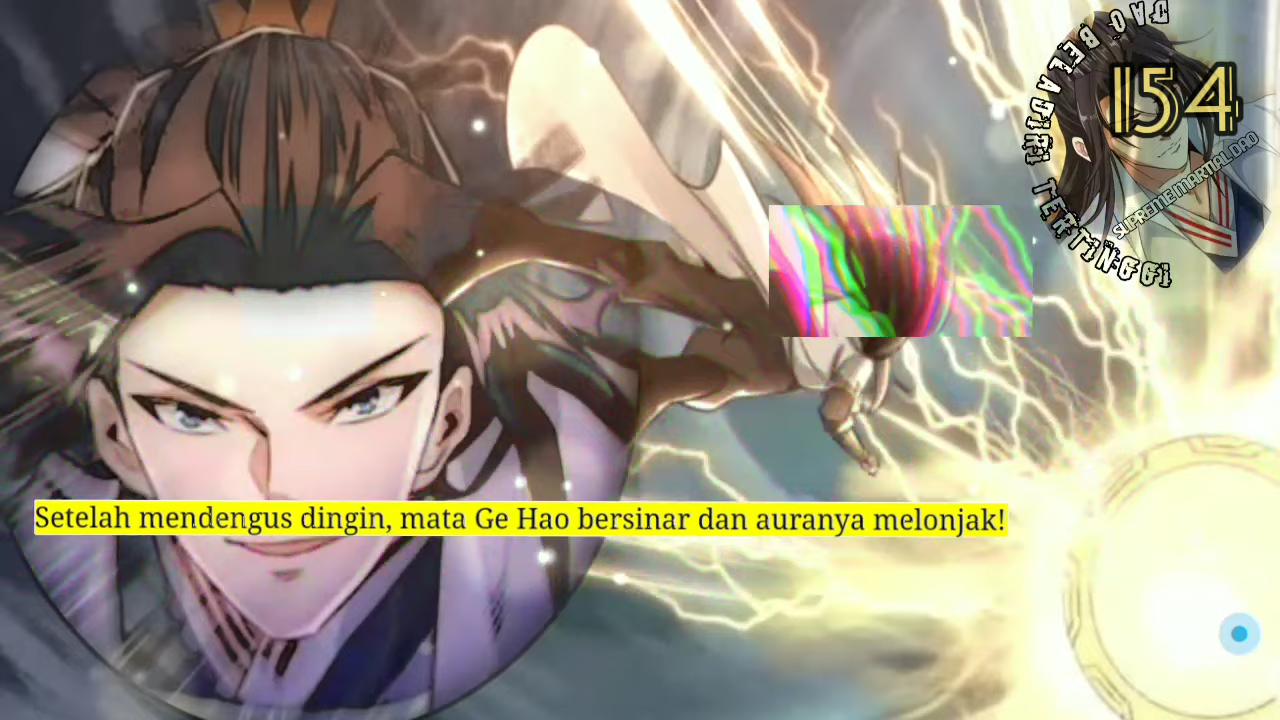 DAO BELADIRI TERTINGGI
154
SUPREME MARTIAL DAO
Setelah mendengus dingin, mata Ge Hao bersinar dan auranya melonjak!